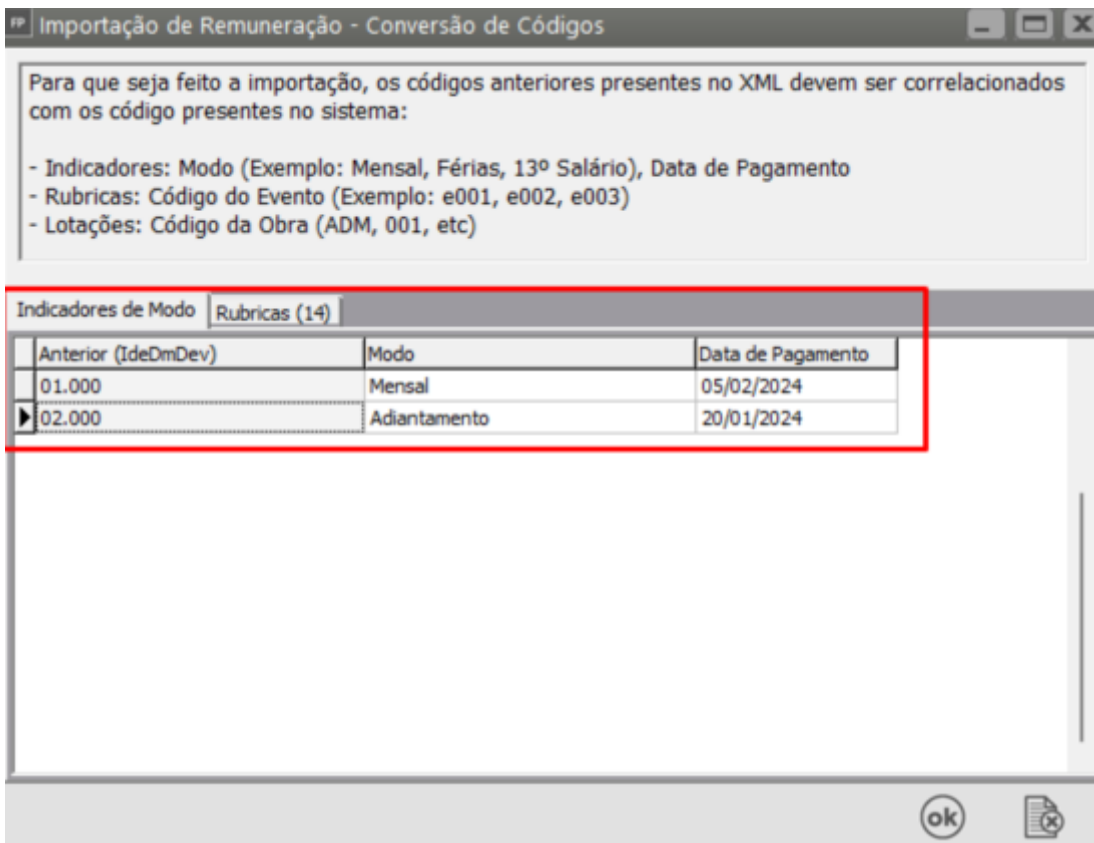 FP Importação de Remuneração - Conversão de Códigos
Para que seja feito a importação, os códigos anteriores presentes no XML devem ser correlacionados
com os código presentes no sistema:
- Indicadores: Modo (Exemplo: Mensal, Férias, 13º Salário), Data de Pagamento
- Rubricas: Código do Evento (Exemplo: e001, e002, e003)
- Lotações: Código da Obra (ADM, 001, etc)
Indicadores de Modo Rubricas (14)
Anterior (IdeDmDev) Modo Data de Pagamento
01.000 Mensal 05/02/2024
02.000 Adiantamento 20/01/2024
ok